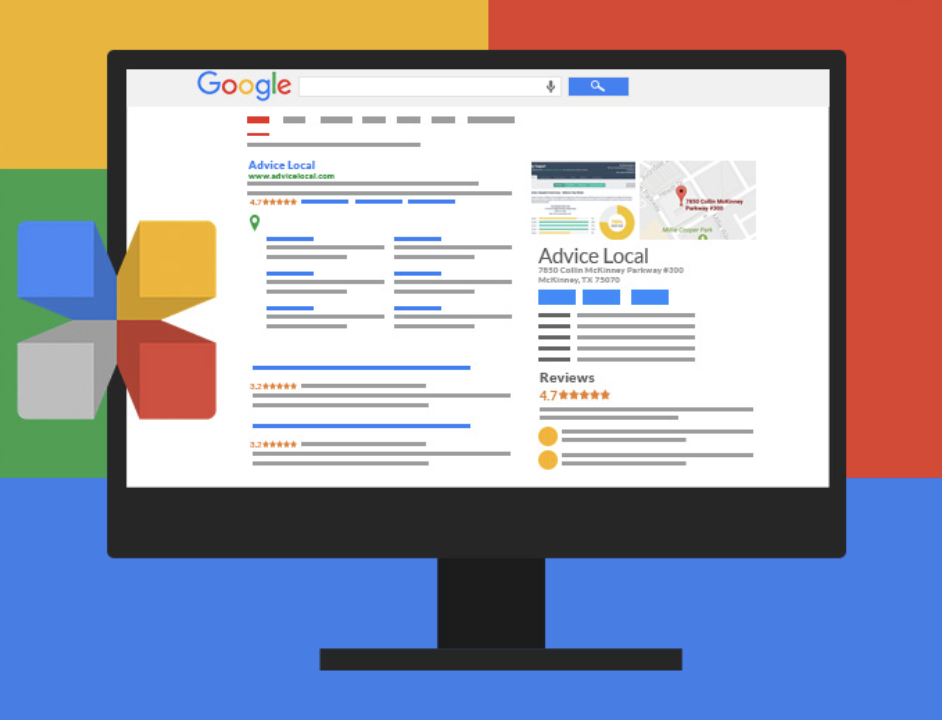 Google
Advice Local
www.advicelocal.com
4.7★★★★★
3.2★★★★★
3.2★★★★★
7850 Collin McKinney
Parkway #300
Advice Local
7850 Collin McKinney Parkway #300
McKinney, TX 75070
Reviews
4.7★★★★★